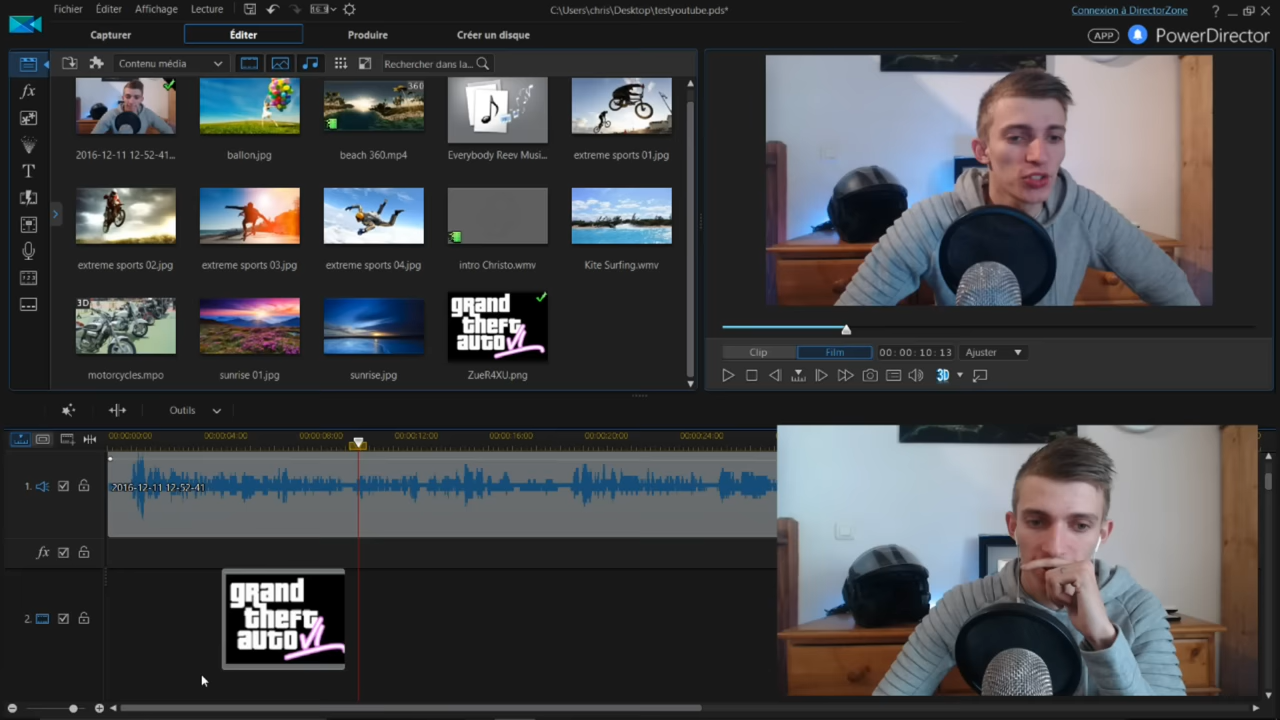 Fichier Éditer Affichage Lecture 16:9 C:\Users\chris\Desktop\testyoutube.pds* Connexion à DirectorZone ?
Capturer Éditer Produire Créer un disque APP PowerDirector
Contenu média Rechercher dans la...
fx
T
360
2016-12-11 12-52-41... ballon.jpg beach 360.mp4 Everybody Reev Musi... extreme sports 01.jpg
extreme sports 02.jpg extreme sports 03.jpg extreme sports 04.jpg intro Christo.wmv Kite Surfing.wmv
3D
grand
theft
auto VI
motorcycles.mpo sunrise 01.jpg sunrise.jpg ZueR4XU.png
Clip Film 00:00:10:13 Ajuster
3D
Outils
00:00:00:00 00:00:04:00 00:00:08:00 00:00:12:00 00:00:16:00 00:00:20:00 00:00:24:00
1. 2016-12-11 12-52-41
fx
2.
grand
theft
auto VI